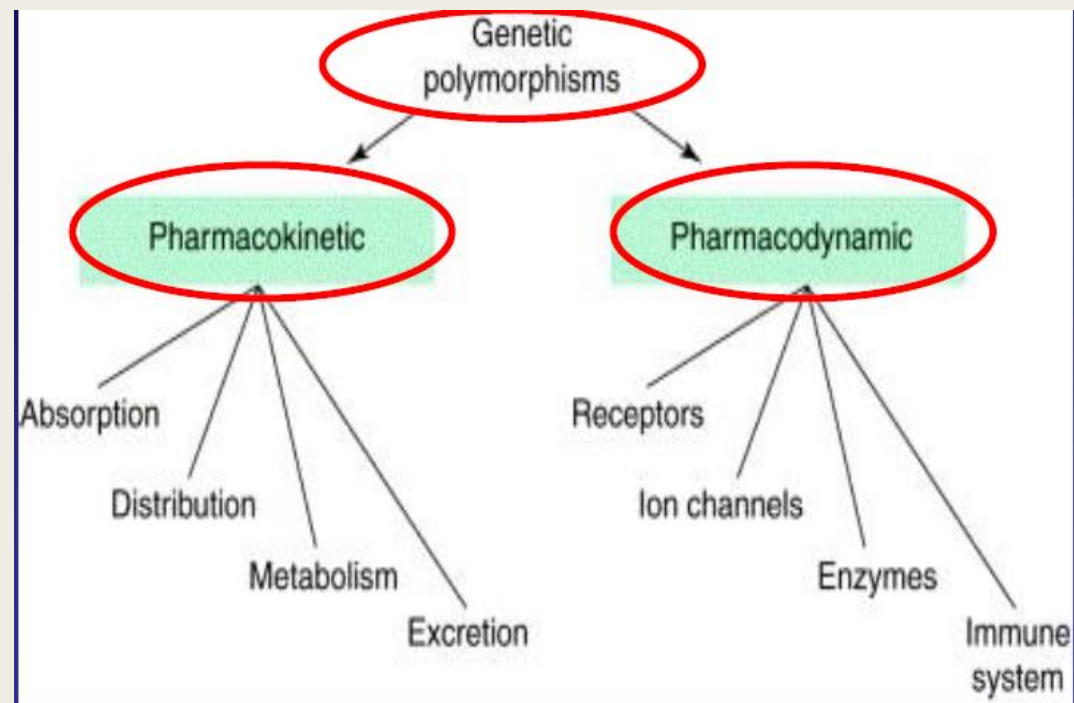 Genetic
polymorphisms
Pharmacokinetic
Pharmacodynamic
Absorption
Distribution
Metabolism
Excretion
Receptors
Ion channels
Enzymes
Immune
system